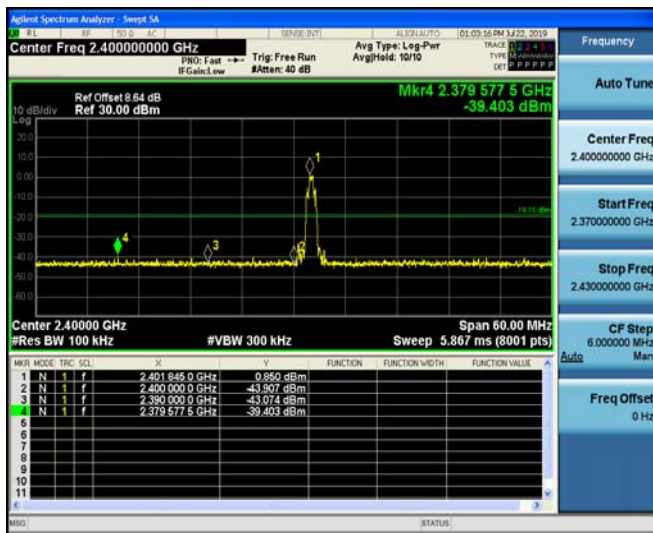 Agilent Spectrum Analyzer - Swept SA
RL RF 50 Ω AC SENSE:INT ALIGN AUTO 01:03:16 PM Jul 22, 2019
Center Freq 2.400000000 GHz
PNO: Fast
IFGain:Low
Trig: Free Run
#Atten: 40 dB
Avg Type: Log-Pwr
Avg|Hold: 10/10
TRACE 1 2 3 4 5 6
TYPE
DET P P P P P P
Ref Offset 8.64 dB
Ref 30.00 dBm
10 dB/div
Log
Mkr4 2.379 577 5 GHz
-39.403 dBm
20.0
10.0
0.00
-10.0
-20.0
-30.0
-40.0
-50.0
-60.0
-19.15 dBm
1
2
3
4
Center 2.40000 GHz
#Res BW 100 kHz
#VBW 300 kHz
Span 60.00 MHz
Sweep 5.867 ms (8001 pts)
MKR MODE TRC SCL X Y FUNCTION FUNCTION WIDTH FUNCTION VALUE
1 N 1 f 2.401 845 0 GHz 0.850 dBm
2 N 1 f 2.400 000 0 GHz -43.907 dBm
3 N 1 f 2.390 000 0 GHz -43.074 dBm
4 N 1 f 2.379 577 5 GHz -39.403 dBm
5
6
7
8
9
10
11
MSG STATUS
Frequency
Auto Tune
Center Freq
2.400000000 GHz
Start Freq
2.370000000 GHz
Stop Freq
2.430000000 GHz
CF Step
6.000000 MHz
Auto Man
Freq Offset
0 Hz